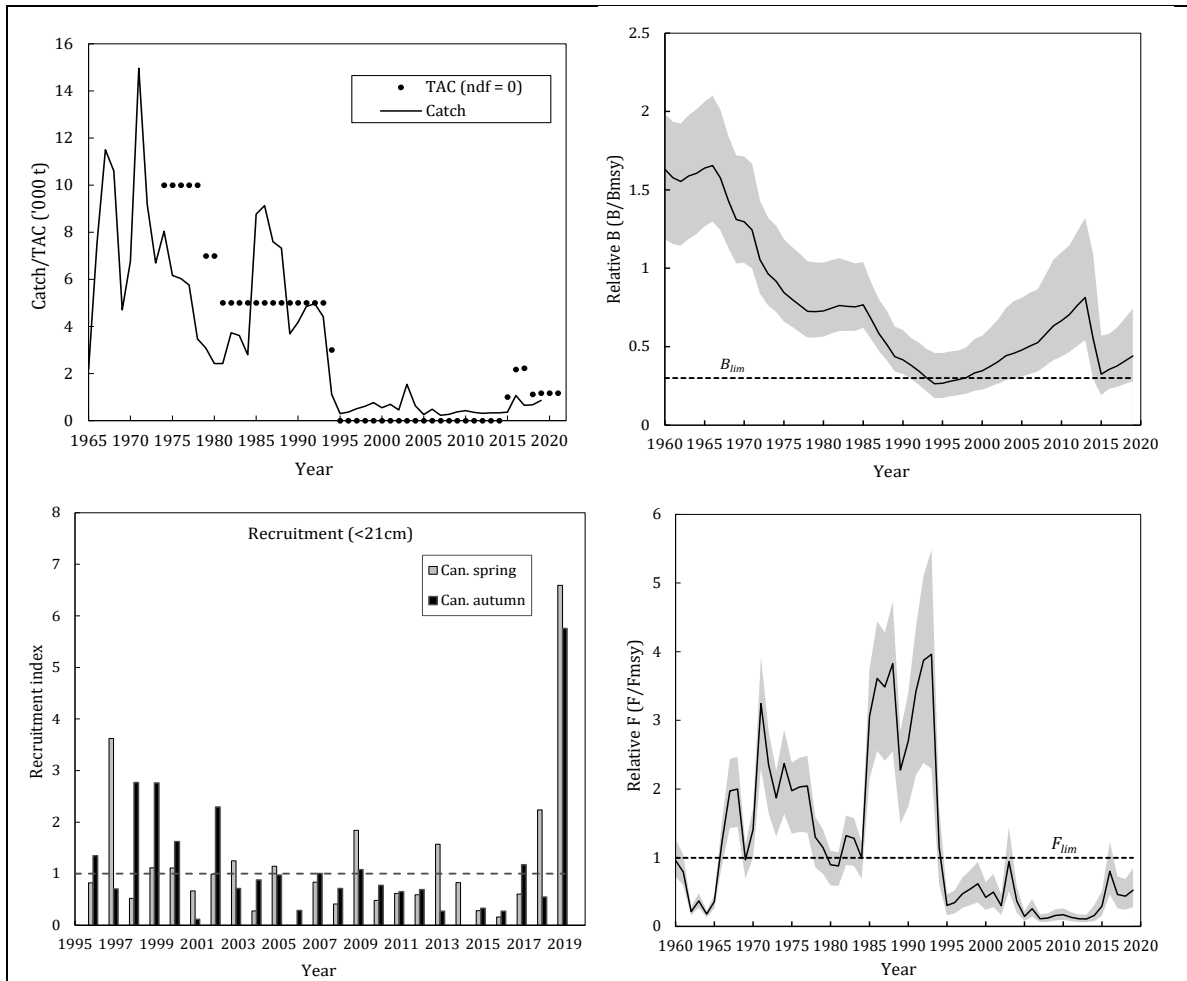 16
14
12
10
8
6
4
2
0
Catch/TAC ('000 t)
TAC (ndf = 0)
Catch
1965 1970 1975 1980 1985 1990 1995 2000 2005 2010 2015 2020
Year
2.5
2
1.5
1
0.5
0
Relative B (B/Bmsy)
Blim
1960 1965 1970 1975 1980 1985 1990 1995 2000 2005 2010 2015 2020
Year
Recruitment (<21cm)
8
7
6
5
4
3
2
1
0
Recruitment index
Can. spring
Can. autumn
1995 1997 1999 2001 2003 2005 2007 2009 2011 2013 2015 2017 2019
Year
6
5
4
3
2
1
0
Relative F (F/Fmsy)
Flim
1960 1965 1970 1975 1980 1985 1990 1995 2000 2005 2010 2015 2020
Year